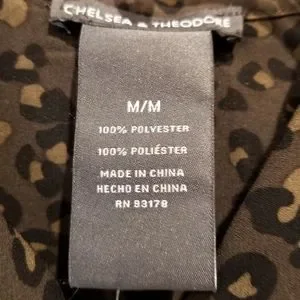 CHELSEA & THEODORE
M/M
100% POLYESTER
100% POLIÉSTER
MADE IN CHINA
HECHO EN CHINA
RN 93178